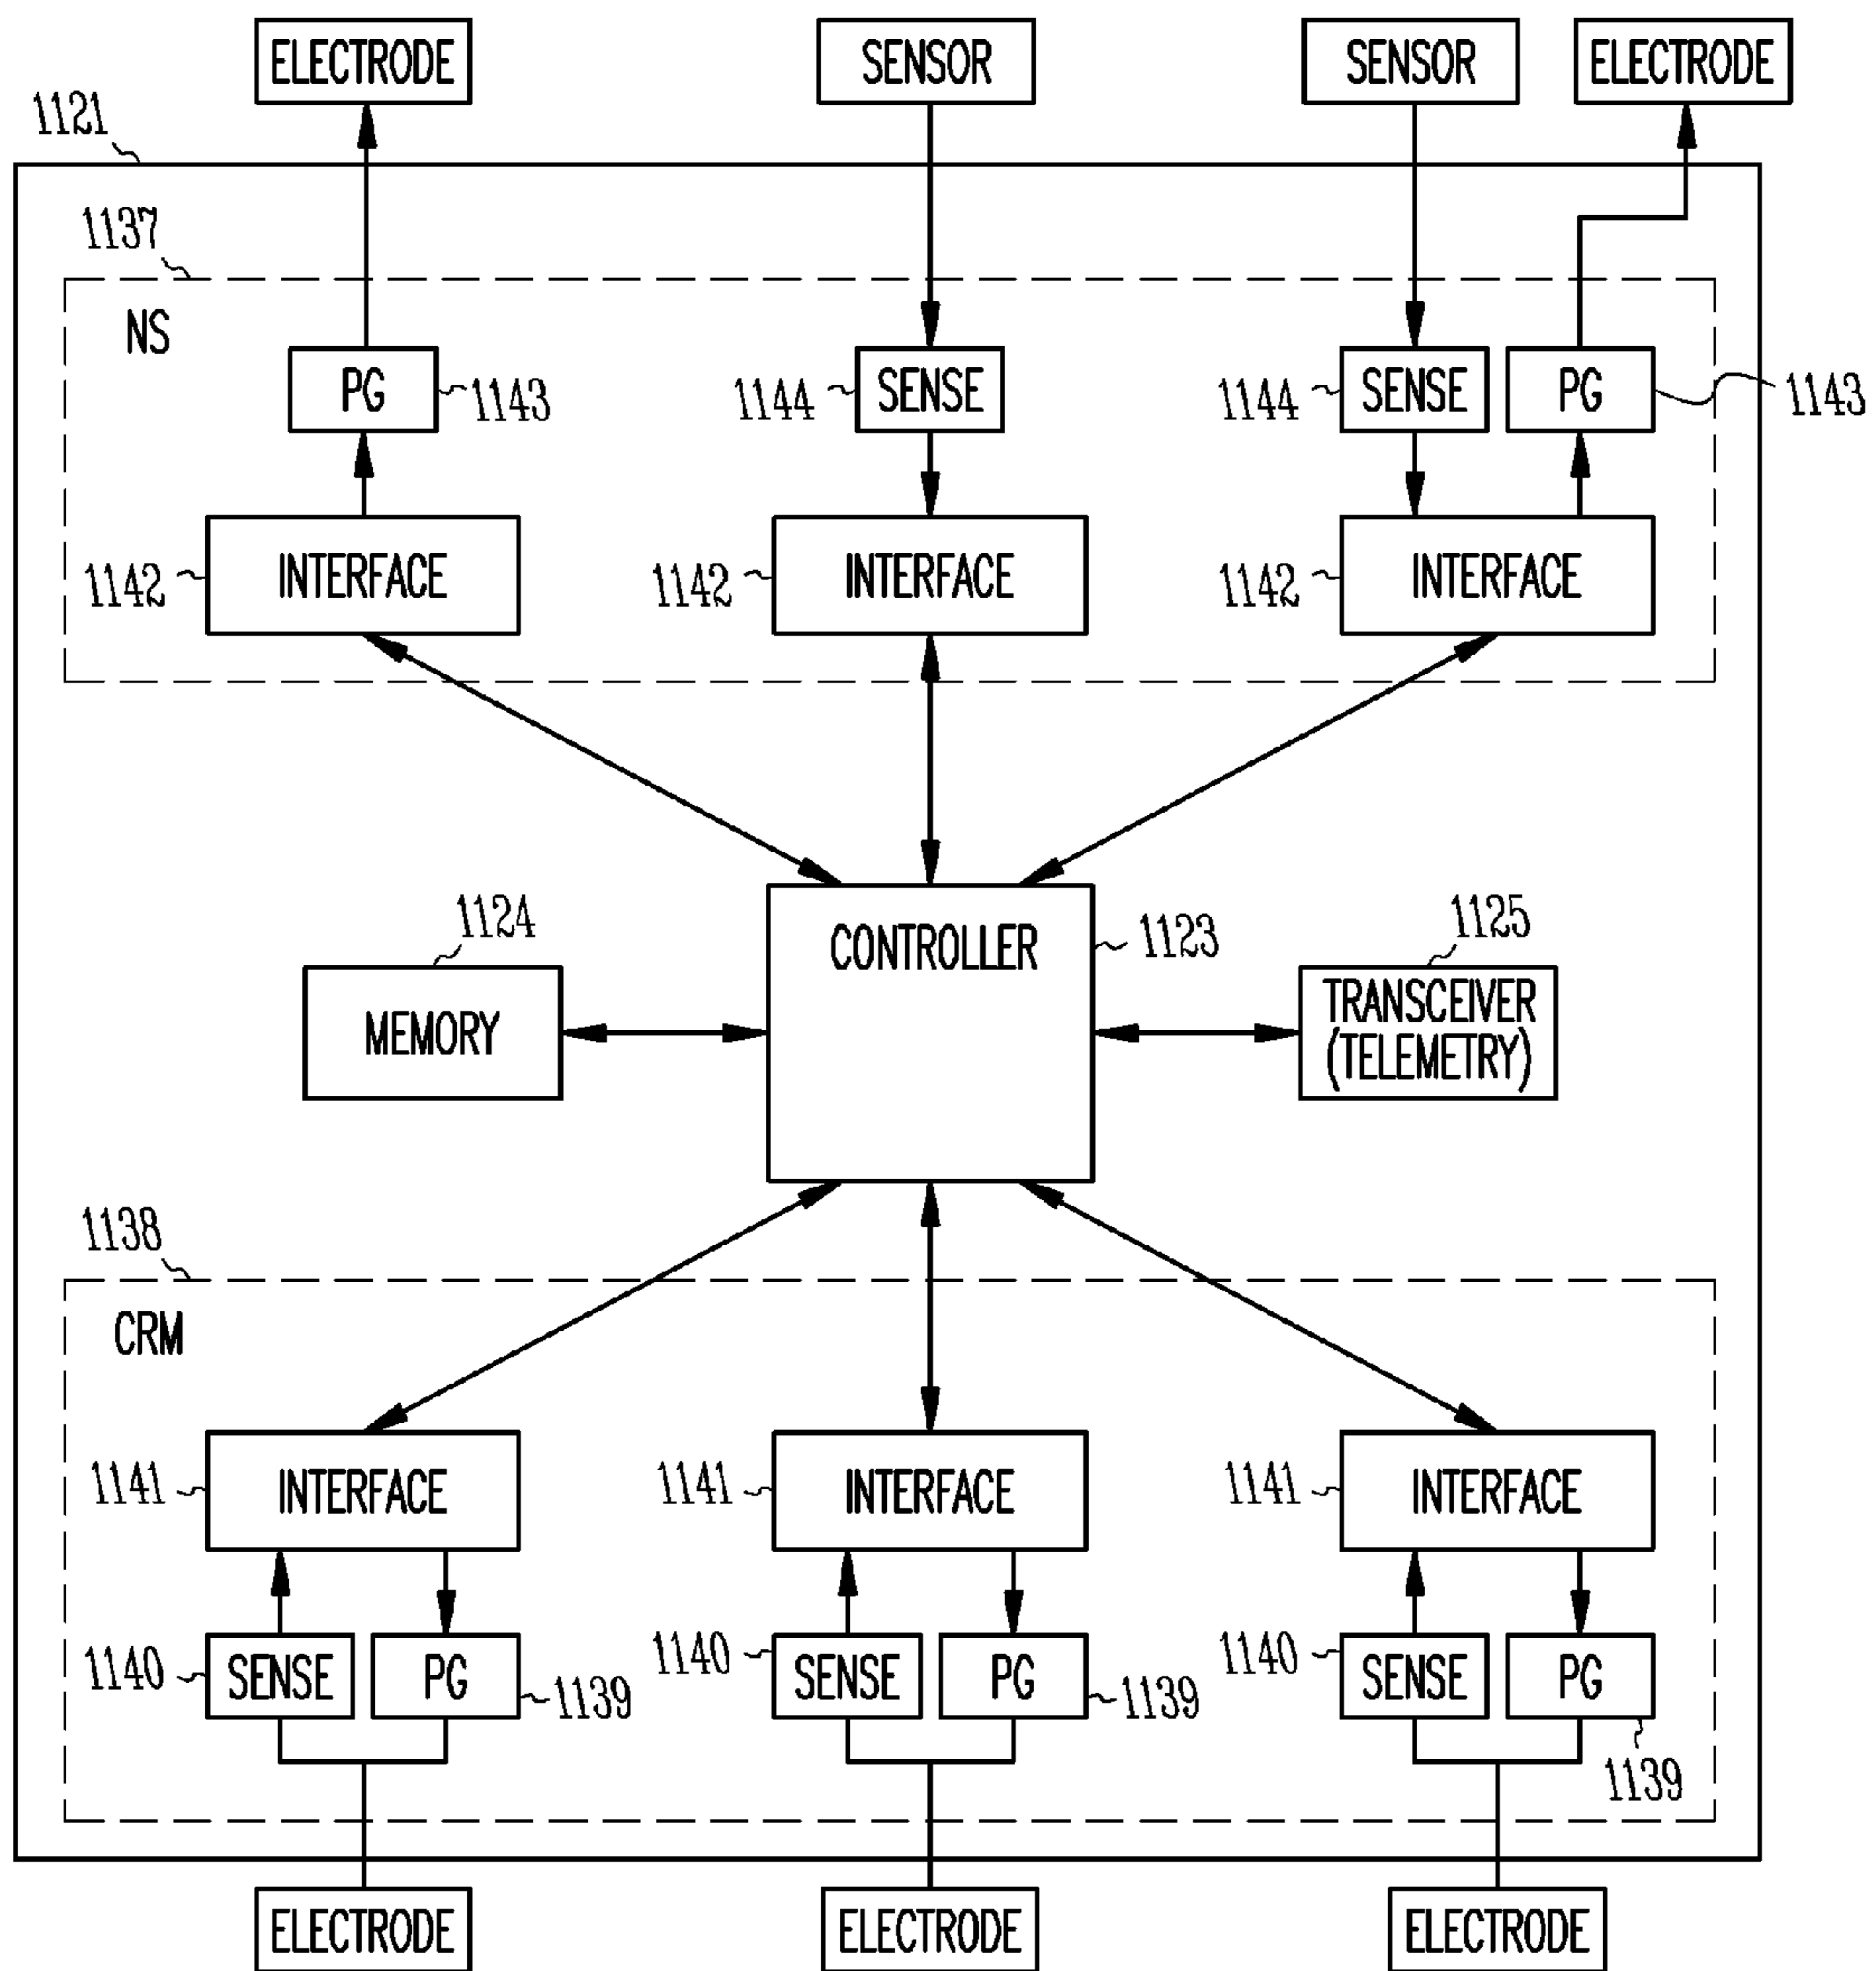 ELECTRODE SENSOR SENSOR ELECTRODE
1121
1137
NS
PG 1143 1144 SENSE 1144 SENSE PG 1143
1142 INTERFACE 1142 INTERFACE 1142 INTERFACE
1124 1125
CONTROLLER 1123
MEMORY
TRANSCEIVER
(TELEMETRY)
1138
CRM
1141 INTERFACE 1141 INTERFACE 1141 INTERFACE
1140 SENSE PG 1139 1140 SENSE PG 1139 1140 SENSE PG
1139
ELECTRODE ELECTRODE ELECTRODE